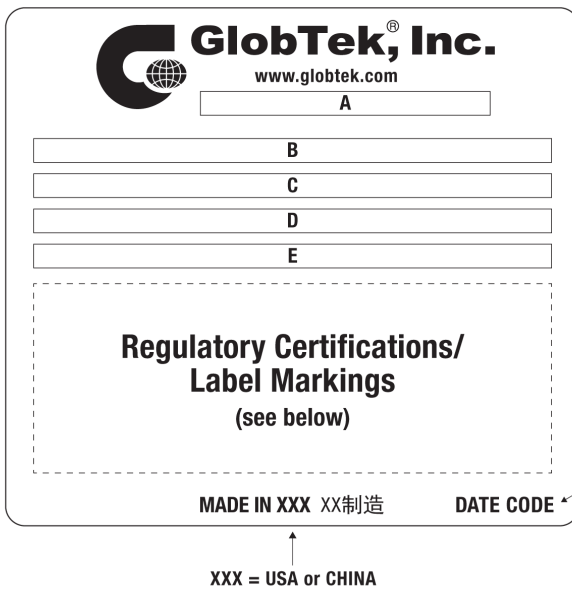 GlobTek,® Inc.
www.globtek.com
A
B
C
D
E
Regulatory Certifications/
Label Markings
(see below)
MADE IN XXX XX制造 DATE CODE
XXX = USA or CHINA